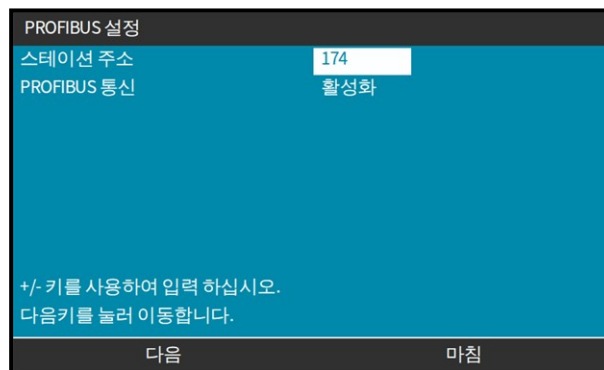 PROFIBUS 설정
스테이션 주소 174
PROFIBUS 통신 활성화
+/- 키를 사용하여 입력 하십시오.
다음키를 눌러 이동합니다.
다음 마침